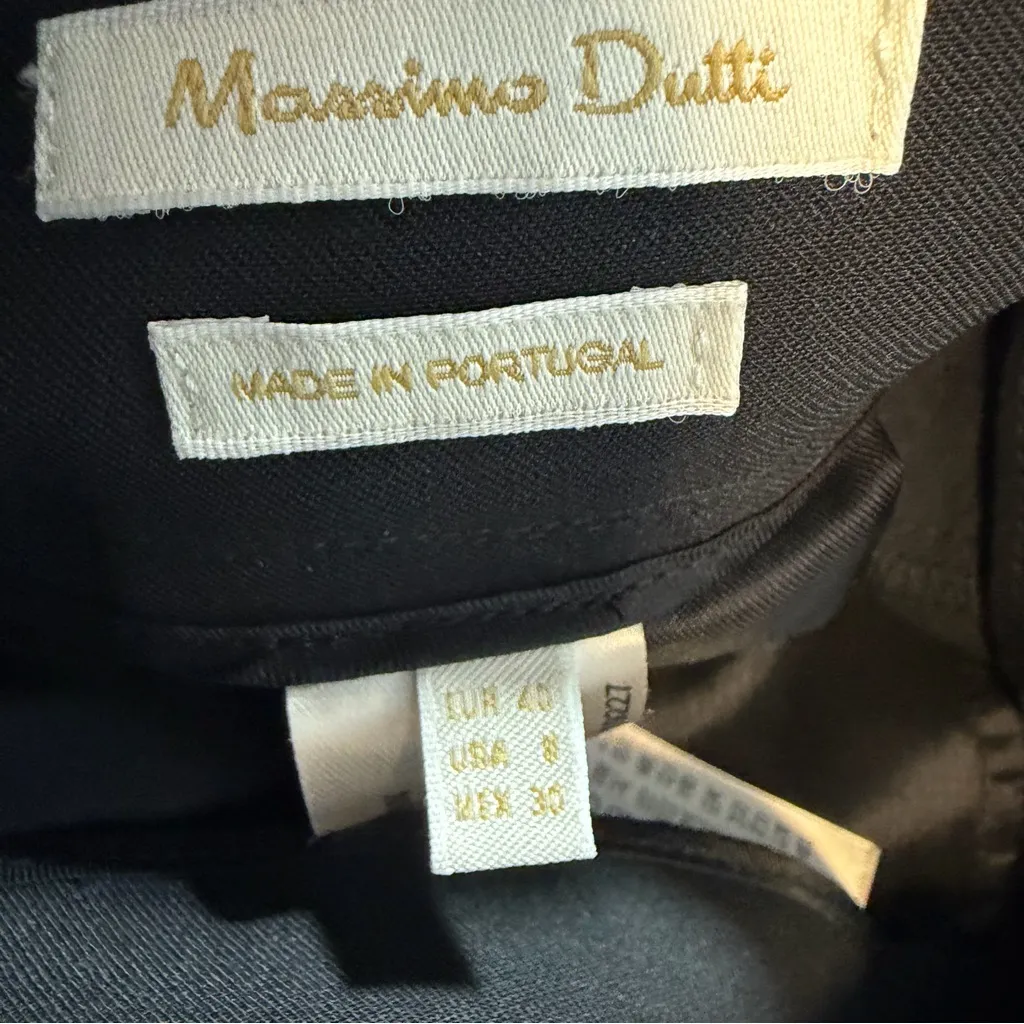 Massimo Dutti
MADE IN PORTUGAL
EUR 40
USA 8
MEX 30